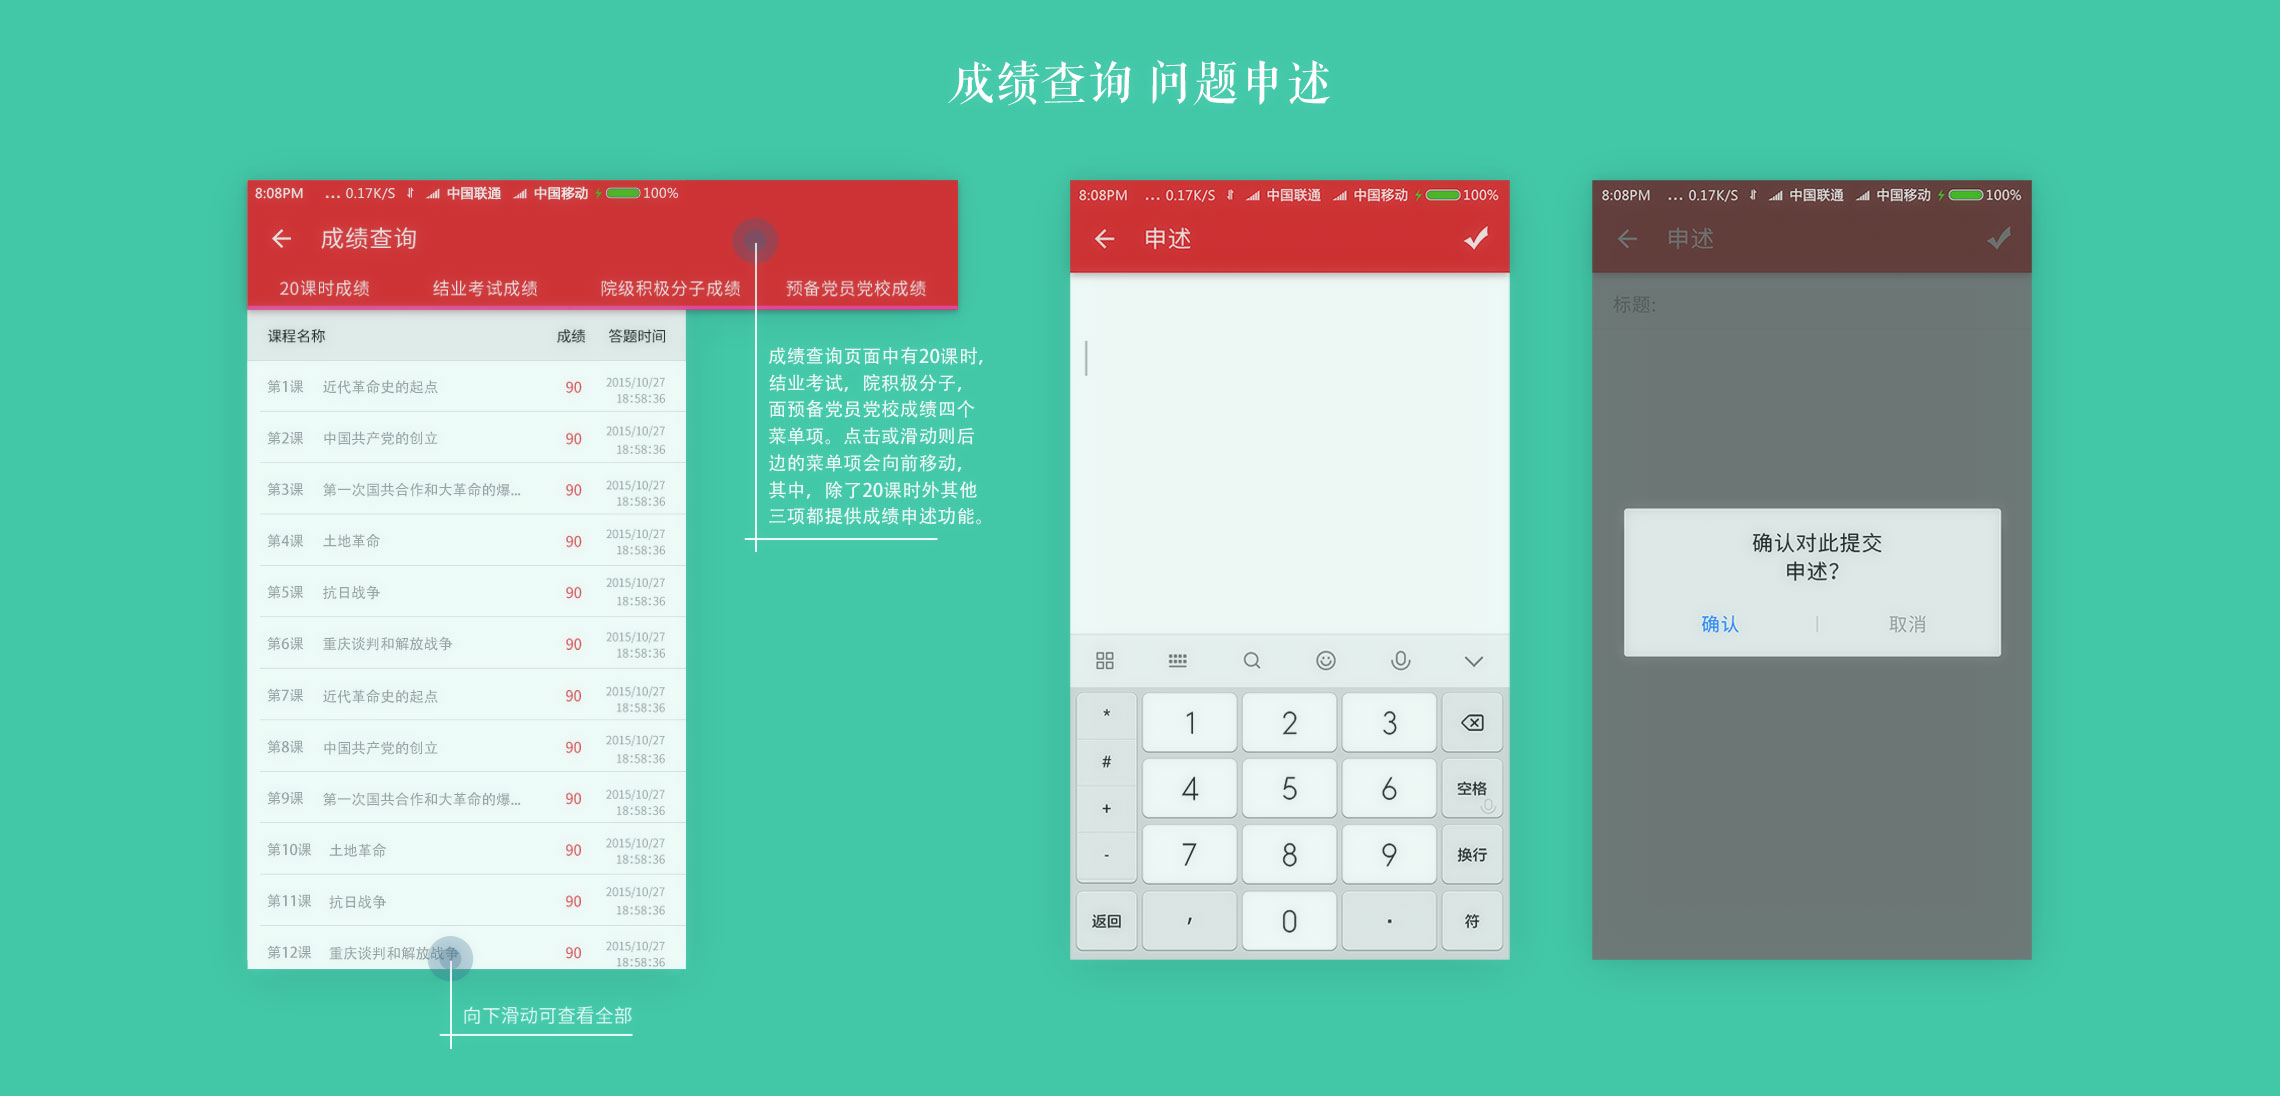 成绩查询 问题申述
8:08PM ... 0.17K/S 中国联通 中国移动 100%
成绩查询
20课时成绩 结业考试成绩 院级积极分子成绩 预备党员党校成绩
课程名称 成绩 答题时间
第1课 近代革命史的起点 90 2015/10/27
18:58:36
第2课 中国共产党的创立 90 2015/10/27
18:58:36
第3课 第一次国共合作和大革命的爆... 90 2015/10/27
18:58:36
第4课 土地革命 90 2015/10/27
18:58:36
第5课 抗日战争 90 2015/10/27
18:58:36
第6课 重庆谈判和解放战争 90 2015/10/27
18:58:36
第7课 近代革命史的起点 90 2015/10/27
18:58:36
第8课 中国共产党的创立 90 2015/10/27
18:58:36
第9课 第一次国共合作和大革命的爆... 90 2015/10/27
18:58:36
第10课 土地革命 90 2015/10/27
18:58:36
第11课 抗日战争 90 2015/10/27
18:58:36
第12课 重庆谈判和解放战争 90 2015/10/27
18:58:36
向下滑动可查看全部
成绩查询页面中有20课时,
结业考试, 院积极分子,
面预备党员党校成绩四个
菜单项。点击或滑动则后
边的菜单项会向前移动,
其中, 除了20课时外其他
三项都提供成绩申述功能。
8:08PM ... 0.17K/S 中国联通 中国移动 100%
申述
* 1 2 3
# 4 5 6 空格
+
- 7 8 9 换行
返回 , 0 . 符
8:08PM ... 0.17K/S 中国联通 中国移动 100%
申述
标题:
确认对此提交
申述?
确认 | 取消